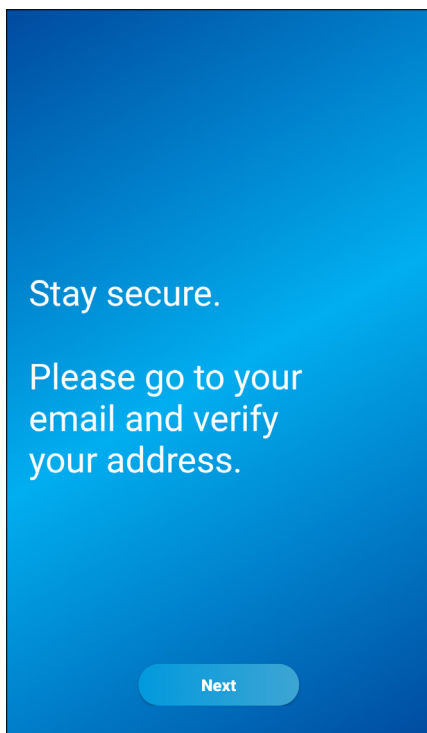 Stay secure.
Please go to your
email and verify
your address.
Next